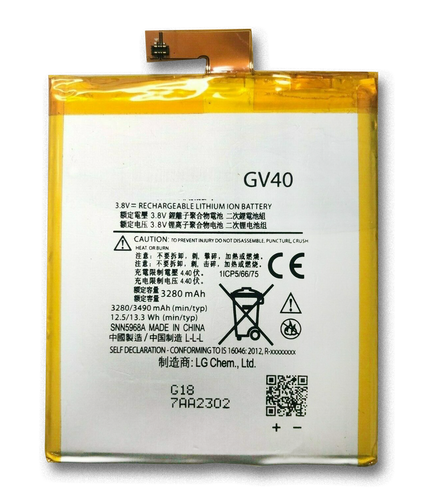 GV40
3.8V⎓ RECHARGEABLE LITHIUM ION BATTERY
額定電壓 3.8V 鋰離子聚合物電池 二次鋰電池組
额定电压 3.8V 锂离子聚合物电池 二次锂电池组
CAUTION: TO PREVENT INJURY DO NOT DISASSEMBLE, PUNCTURE, CRUSH
HEAT, OR BURN.
注意: 不要拆卸, 刺, 擊碎, 加熱或燃燒,
注意: 不要拆卸, 刺, 击碎, 加热或燃烧,
充電限制電壓 4.40伏. 1ICP5/66/75
充电限制电压 4.40伏.
額定容量
额定容量 3280 mAH
3280/3490 mAH (min/typ)
12.5/13.3 Wh (min/typ)
SNN5968A MADE IN CHINA
中國製造 / 中国制造 L-L-L
SELF DECLARATION - CONFORMING TO IS 16046: 2012, R-xxxxxxxx
制造商: LG Chem., Ltd.
G18
7AA2302
+ −
CE